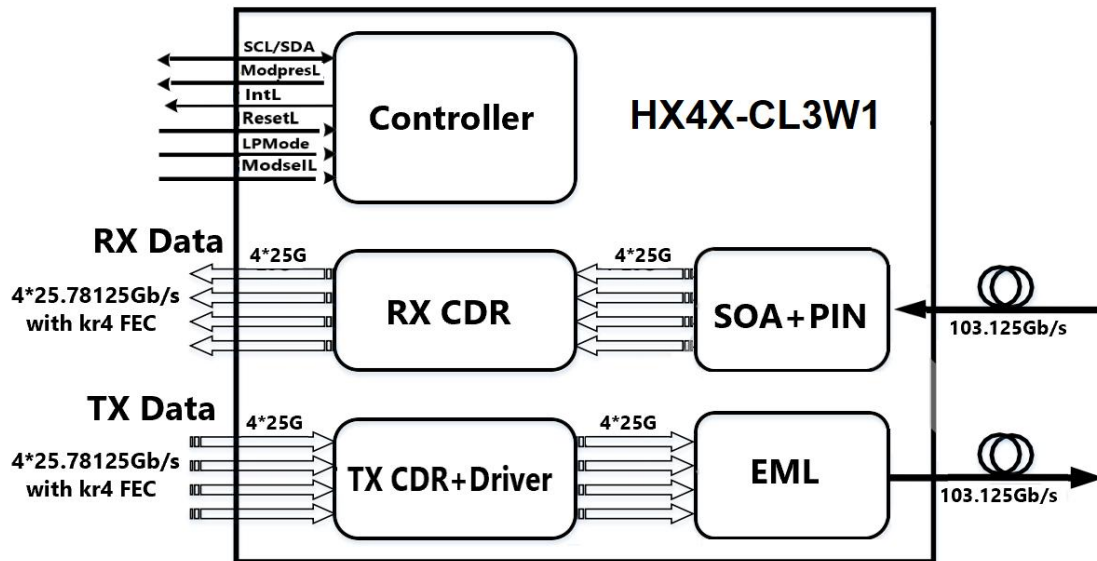 SCL/SDA
ModpresL
IntL
ResetL
LPMode
ModseIL
Controller
HX4X-CL3W1
RX Data
4*25.78125Gb/s
with kr4 FEC
4*25G
RX CDR
4*25G
SOA+PIN
103.125Gb/s
TX Data
4*25.78125Gb/s
with kr4 FEC
4*25G
TX CDR+Driver
4*25G
EML
103.125Gb/s